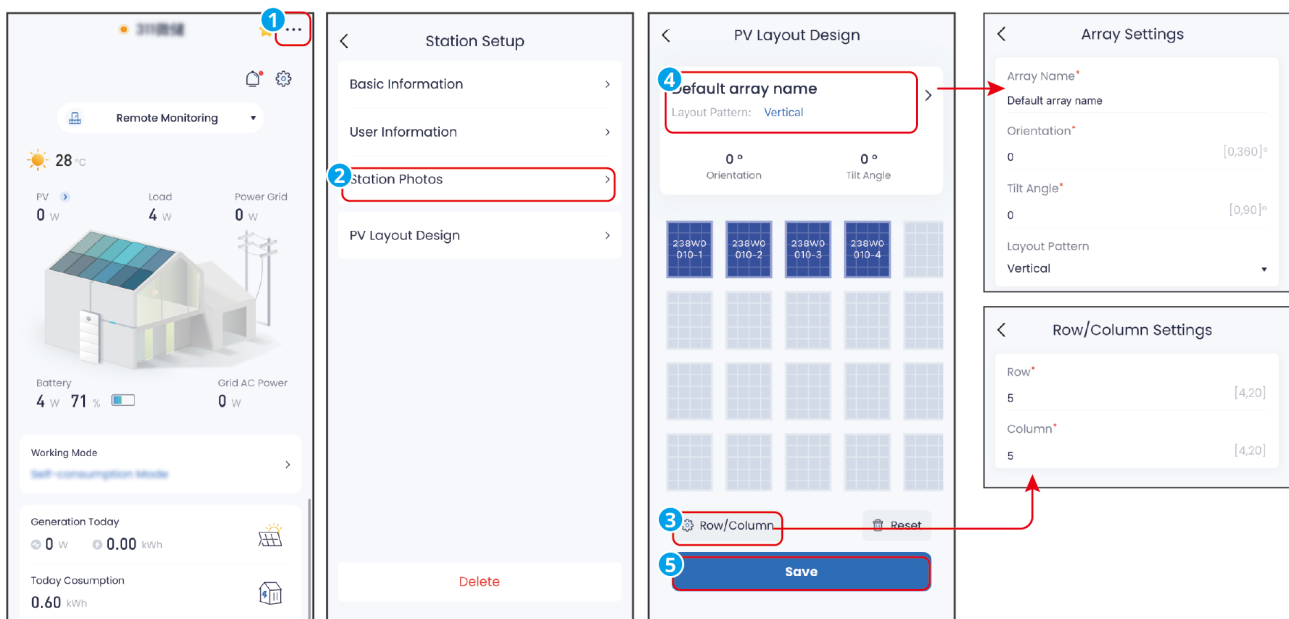 1
...
Remote Monitoring
28 °C
PV
Load
Power Grid
0 W
4 W
0 W
Battery
Grid AC Power
4 W 71 %
0 W
Working Mode
Generation Today
0 W 0.00 kWh
Today Cosumption
0.60 kWh
Station Setup
Basic Information
User Information
2
Station Photos
PV Layout Design
Delete
PV Layout Design
4
Default array name
Layout Pattern: Vertical
0 °
0 °
Orientation
Tilt Angle
238W0
010-1
238W0
010-2
238W0
010-3
238W0
010-4
3
Row/Column
Reset
5
Save
Array Settings
Array Name*
Default array name
Orientation*
0
[0,360]°
Tilt Angle*
0
[0,90]°
Layout Pattern
Vertical
Row/Column Settings
Row*
5
[4,20]
Column*
5
[4,20]